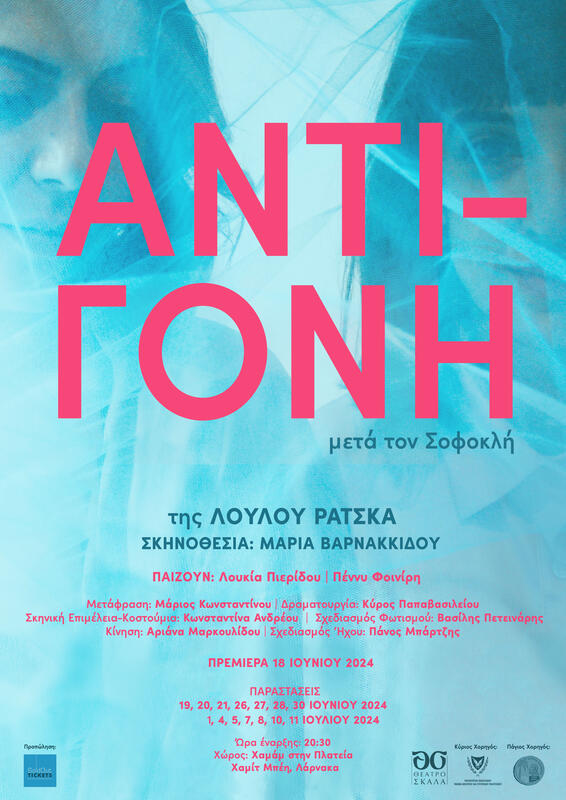 ΑΝΤΙ-
ΓΟΝΗ
μετά τον Σοφοκλή
της ΛΟΥΛΟΥ ΡΑΤΣΚΑ
ΣΚΗΝΟΘΕΣΙΑ: ΜΑΡΙΑ ΒΑΡΝΑΚΚΙΔΟΥ
ΠΑΙΖΟΥΝ: Λουκία Πιερίδου | Πέννυ Φοινίρη
Μετάφραση: Μάριος Κωνσταντίνου | Δραματουργία: Κύρος Παπαβασιλείου
Σκηνική Επιμέλεια-Κοστούμια: Κωνσταντίνα Ανδρέου | Σχεδιασμός Φωτισμού: Βασίλης Πετεινάρης
Κίνηση: Αριάνα Μαρκουλίδου | Σχεδιασμός Ήχου: Πάνος Μπάρτζης
ΠΡΕΜΙΕΡΑ 18 ΙΟΥΝΙΟΥ 2024
ΠΑΡΑΣΤΑΣΕΙΣ
19, 20, 21, 26, 27, 28, 30 ΙΟΥΝΙΟΥ 2024
1, 4, 5, 7, 8, 10, 11 ΙΟΥΛΙΟΥ 2024
Ώρα έναρξης: 20:30
Χώρος: Χαμάμ στην Πλατεία
Χαμίτ Μπέη, Λάρνακα
Προπώληση:
TICKETS
ΘΕΑΤΡΟ
ΣΚΑΛΑ
Κύριος Χορηγός:
Πάγιος Χορηγός: